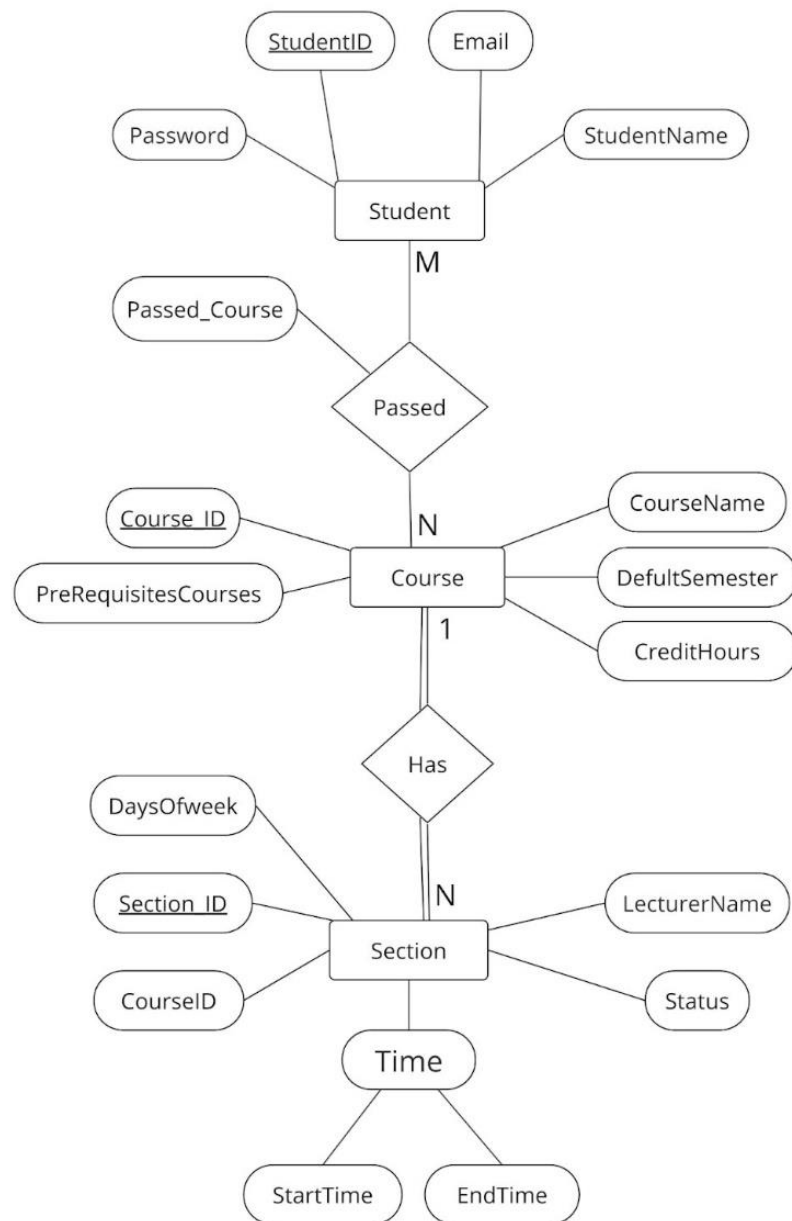 StudentID
Email
Password
StudentName
Student
M
Passed_Course
Passed
N
Course_ID
CourseName
Course
DefultSemester
PreRequisitesCourses
1
CreditHours
Has
DaysOfweek
N
Section_ID
LecturerName
Section
CourseID
Status
Time
StartTime
EndTime